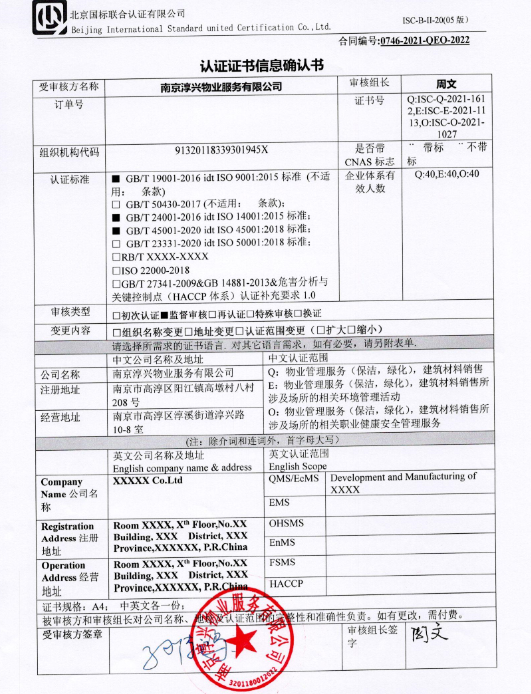 北京国标联合认证有限公司
Beijing International Standard united Certification Co.,Ltd.
ISC-B-II-20(05 版)
合同编号:0746-2021-QEO-2022
认证证书信息确认书
受审核方名称 南京淳兴物业服务有限公司 审核组长 周文
订单号 证书号 Q:ISC-Q-2021-161
2,E:ISC-E-2021-11
13,O:ISC-O-2021-
1027
组织机构代码 91320118339301945X 是否带 CNAS 标志 ¨ 带标 ¨不带标
认证标准
■ GB/T 19001-2016 idt ISO 9001:2015 标准 (不适
用： 条款)
□ GB/T 50430-2017 (不适用： 条款);
■ GB/T 24001-2016 idt ISO 14001:2015 标准;
■ GB/T 45001-2020 idt ISO 45001:2018 标准;
□ GB/T 23331-2020 idt ISO 50001:2018 标准;
□RB/T XXXX-XXXX
□ISO 22000-2018
□GB/T 27341-2009&GB 14881-2013&危害分析与
关键控制点（HACCP 体系）认证补充要求 1.0
企业体系有效人数 Q:40,E:40,O:40
审核类型 □初次认证■监督审核□再认证□特殊审核□换证
变更内容 □组织名称变更□地址变更□认证范围变更（□扩大□缩小）
请选择所需求的证书语言. 对其它语言需求，如有必要，请另附表单.
中文公司名称及地址 中文认证范围
公司名称 南京淳兴物业服务有限公司
注册地址 南京市高淳区阳江镇高墩村八村
208 号
经营地址 南京市高淳区淳溪街道淳兴路
10-8 室
Q：物业管理服务（保洁，绿化），建筑材料销售
E：物业管理服务（保洁，绿化），建筑材料销售所
涉及场所的相关环境管理活动
O：物业管理服务（保洁，绿化），建筑材料销售所
涉及场所的相关职业健康安全管理服务
（注：除介词和连词外，首字母大写）
英文公司名称及地址 英文认证范围
English company name & address English Scope
Company
Name 公司名
称
XXXXX Co.Ltd
QMS/EcMS Development and Manufacturing of
XXXX
EMS
Registration
Address 注册
地址
Room XXXX, Xth Floor,No.XX
Building, XXX District, XXX
Province,XXXXXX, P.R.China
OHSMS
EnMS
Operation
Address 经营
地址
Room XXXX, Xth Floor,No.XX
Building, XXX District, XXX
Province,XXXXXX, P.R.China
FSMS
HACCP
证书规格：A4； 中英文各一份;
被审核方和审核组长对公司名称、地址及认证范围的完整性和准确性负责。如有更改，需付费。
受审核方签章
审核组长签
字
周文
南京淳兴物业服务有限公司
3201180012032